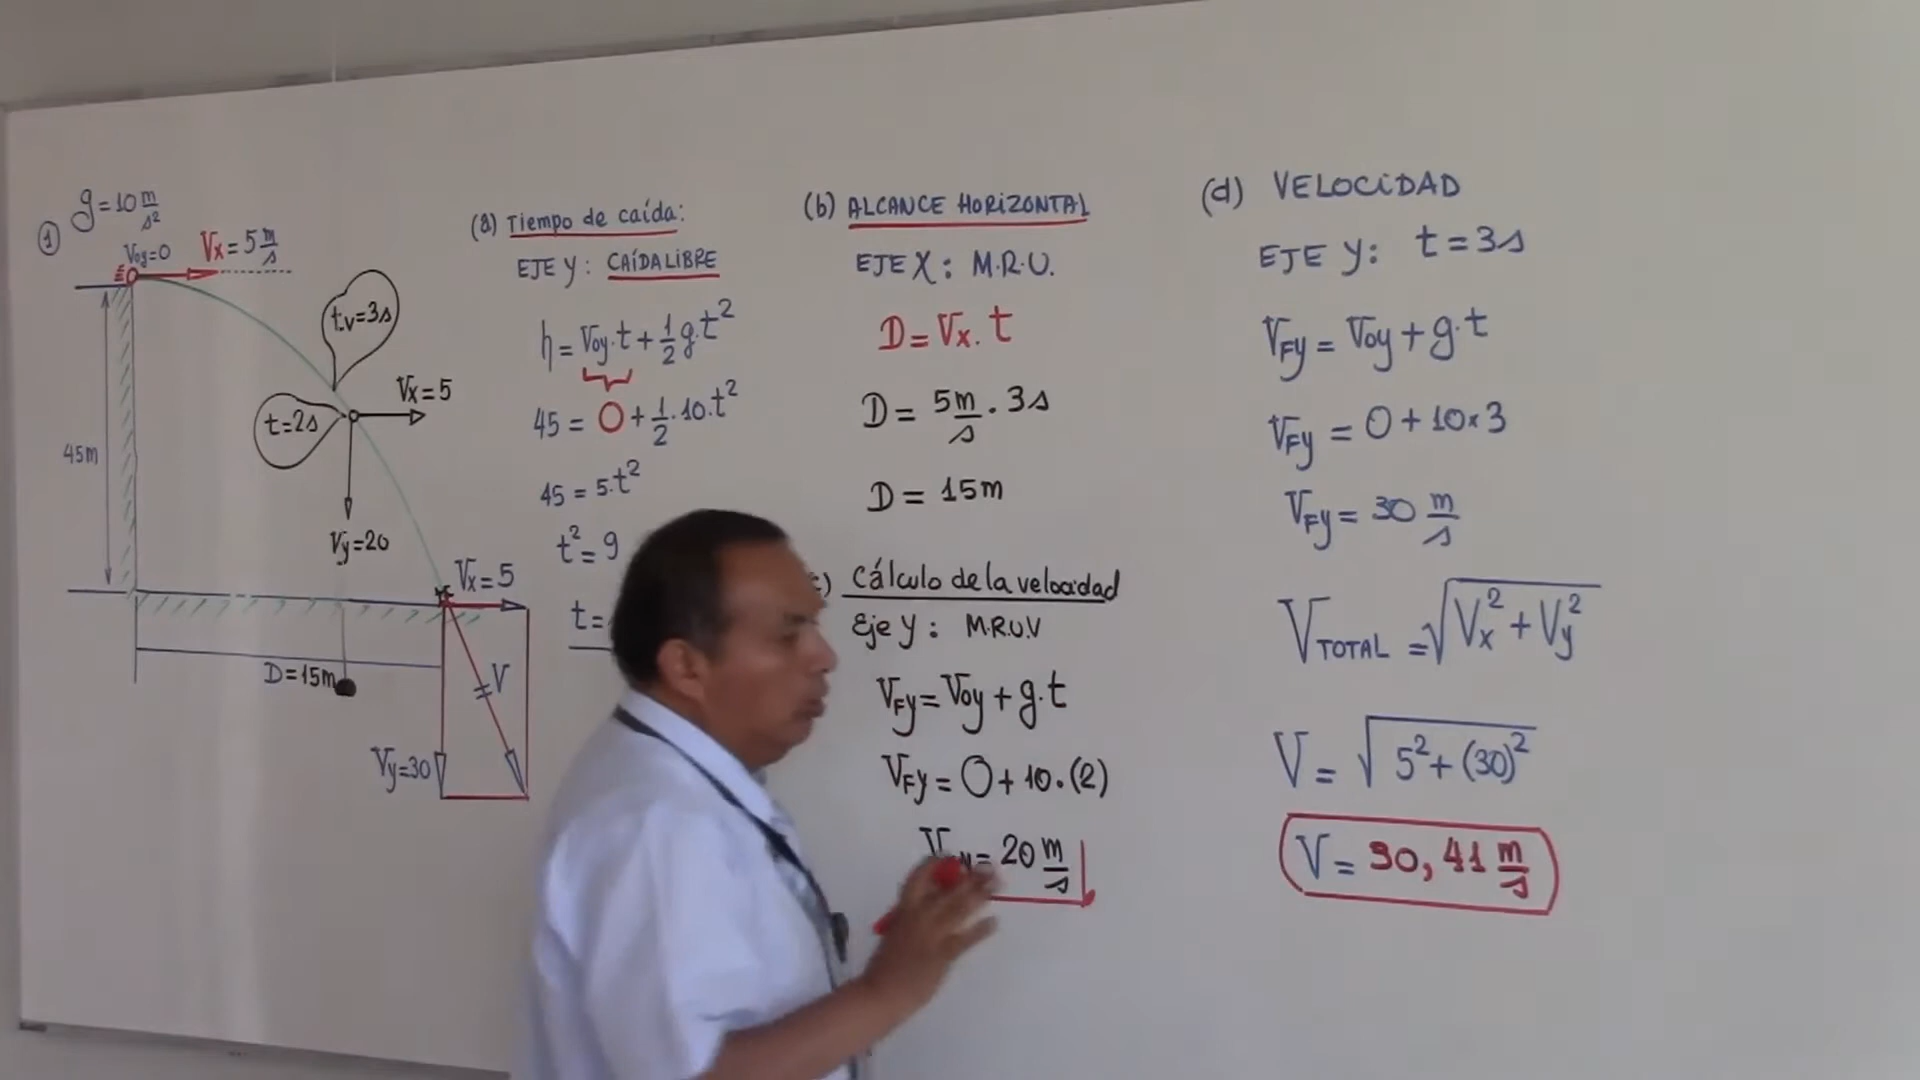 ①
g=10 m/s²
Voy=0
Vx=5 m/s
t.v=3s
Vx=5
t=2s
45m
Vy=20
Vx=5
D=15m
V
Vy=30
(a) Tiempo de caída:
EJE Y: CAÍDA LIBRE
h=Voy.t+1/2 g.t²
45=0+1/2.10.t²
45=5.t²
t²=9
t=
(b) ALCANCE HORIZONTAL
EJE X: M.R.U.
D=Vx.t
D=5m/s.3s
D=15m
) Cálculo de la velocidad
Eje Y: M.R.U.V
VFy=Voy+g.t
VFy=0+10.(2)
V y=20 m/s
(d) VELOCIDAD
EJE Y: t=3s
VFy=Voy+g.t
VFy=0+10x3
VFy=30 m/s
VTOTAL=√Vx²+Vy²
V=√5²+(30)²
V=30,41 m/s